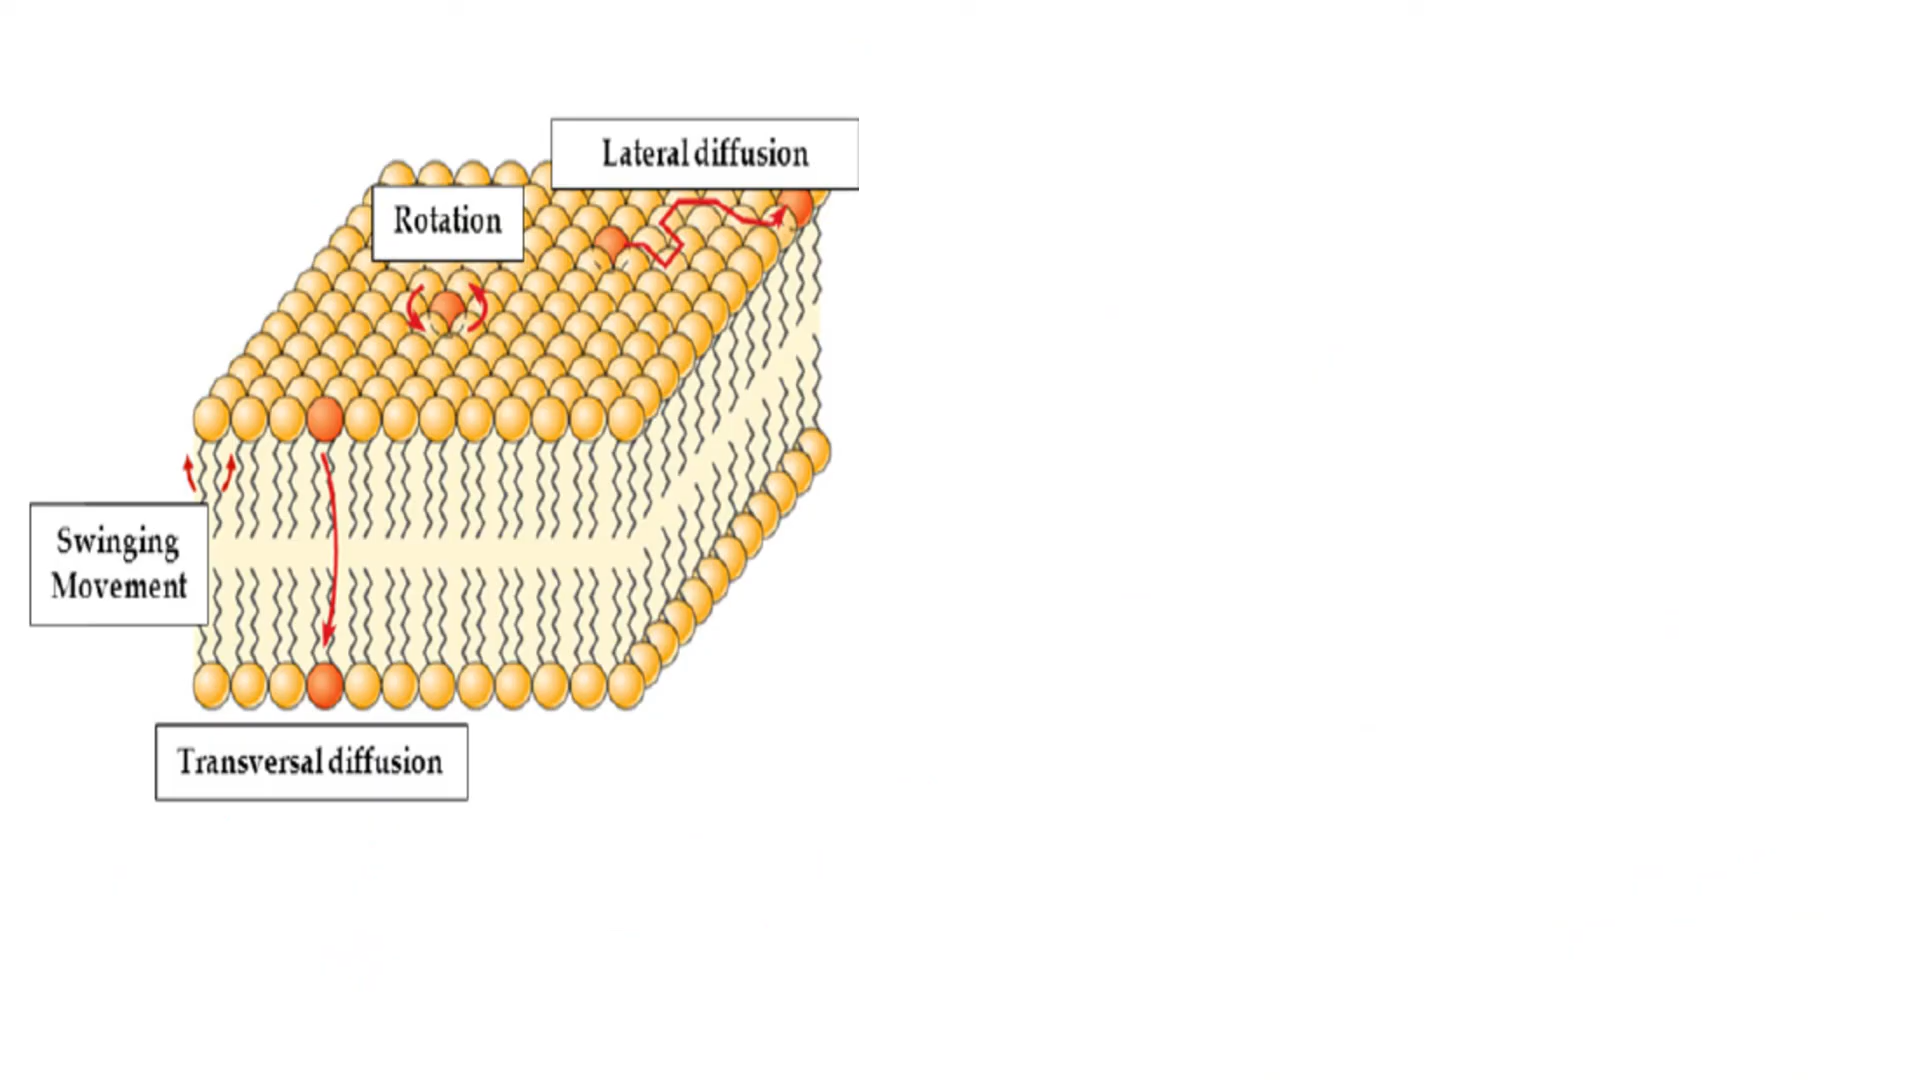 Lateral diffusion
Rotation
Swinging
Movement
Transversal diffusion